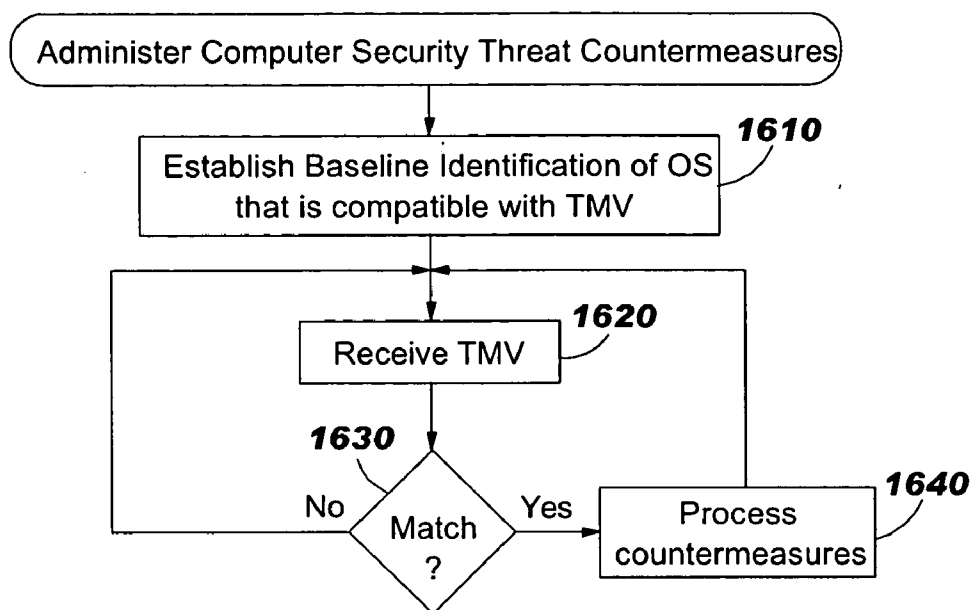 Administer Computer Security Threat Countermeasures
1610
Establish Baseline Identification of OS
that is compatible with TMV
1620
Receive TMV
1630
No
Match
?
Yes
1640
Process
countermeasures